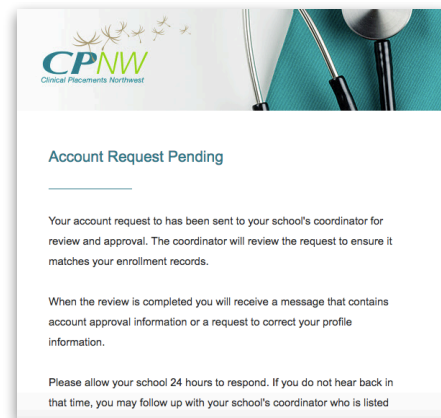 CPNW
Clinical Placements Northwest
Account Request Pending
Your account request to has been sent to your school's coordinator for
review and approval. The coordinator will review the request to ensure it
matches your enrollment records.
When the review is completed you will receive a message that contains
account approval information or a request to correct your profile
information.
Please allow your school 24 hours to respond. If you do not hear back in
that time, you may follow up with your school's coordinator who is listed